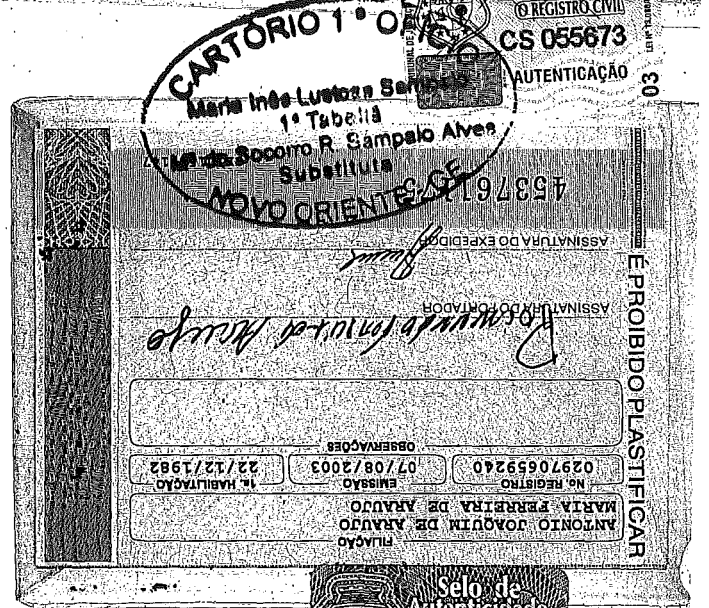 O REGISTRO CIVIL
CS 055673
AUTENTICAÇÃO
03
CARTÓRIO 1º
Maria Inês Lustosa
1ª Tabeliã
Socorro R. Sampaio Alves
Substituta
NOVO ORIENTE-CE
É PROIBIDO PLASTIFICAR
FILIAÇÃO
ANTONIO JOAQUIM DE ARAUJO
MARIA FERREIRA DE ARAUJO
No. REGISTRO
EMISSÃO
1a. HABILITAÇÃO
02970659240
07/08/2003
22/12/1982
OBSERVAÇÕES
ASSINATURA DO PORTADOR
ASSINATURA DO EXPEDIDOR
Selo de